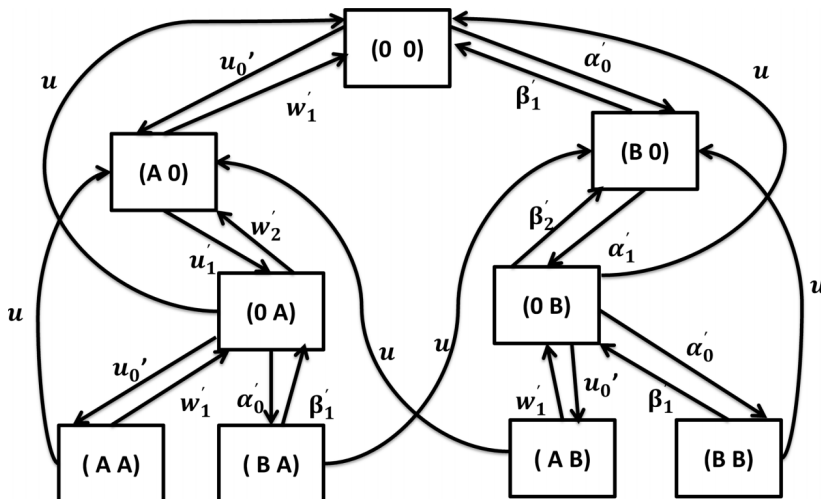 (0 0)
u u₀' α₀′ u
w₁′ β₁′
(A 0) (B 0)
w₂′ β₂′
u₁′ α₁′
u (0 A) (0 B) u
u u
u₀' α₀′
w₁′ α₀′ β₁′ w₁′ u₀' β₁′
( A A) ( B A) ( A B) (B B)